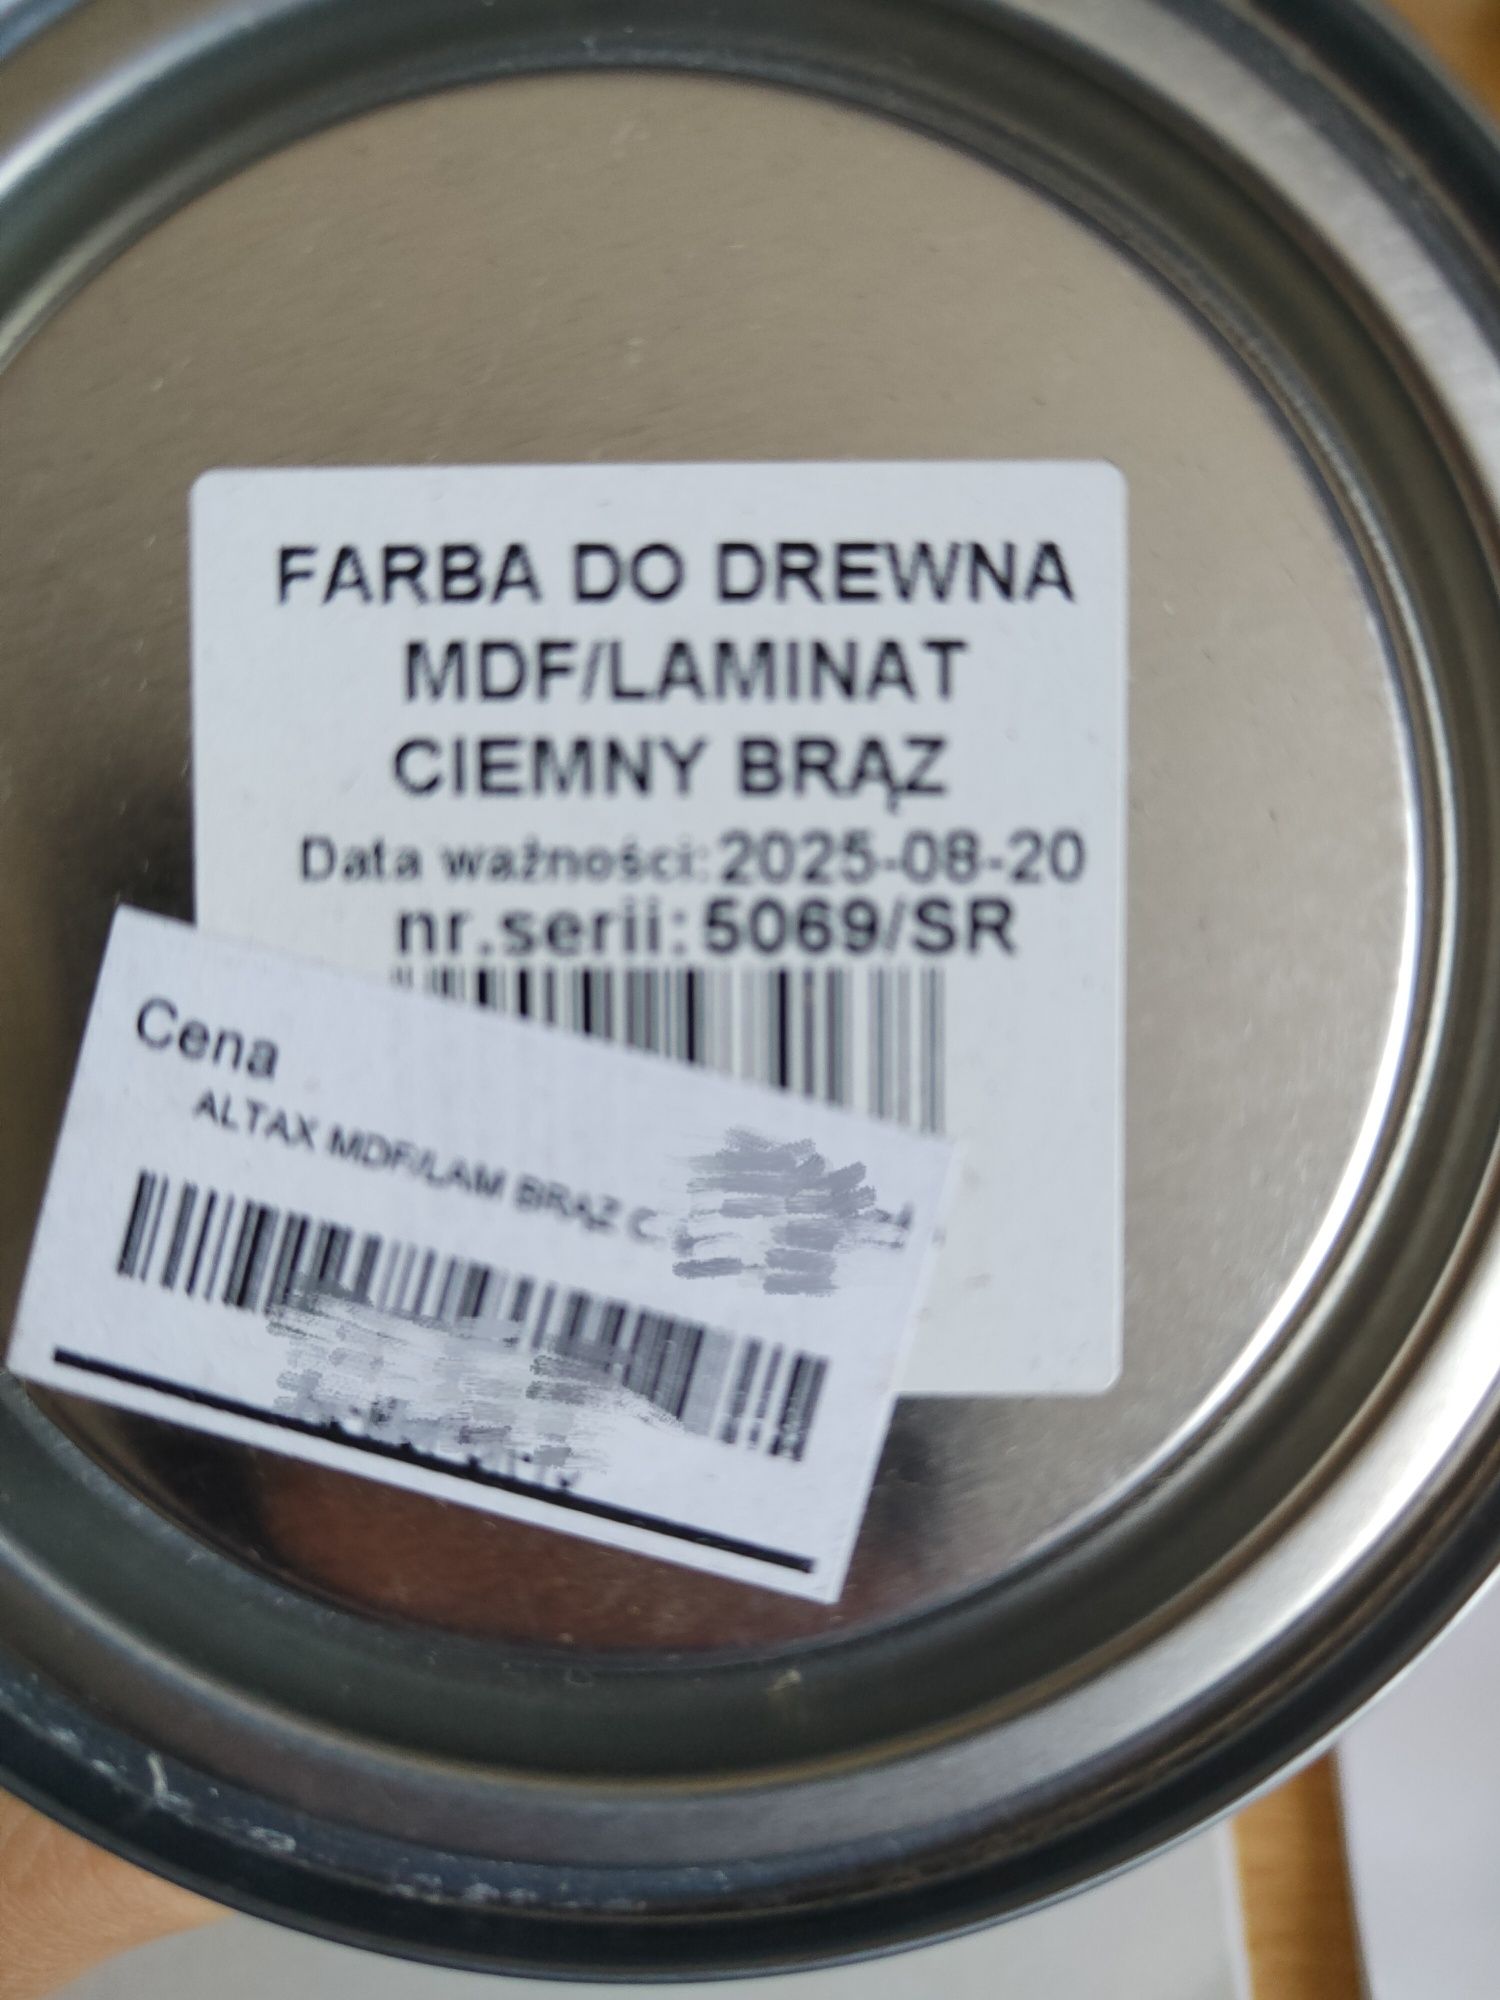 FARBA DO DREWNA
MDF/LAMINAT
CIEMNY BRĄZ
Data ważności: 2025-08-20
nr.serii: 5069/SR
Cena
ALTAX MDF/LAM BRĄZ C.